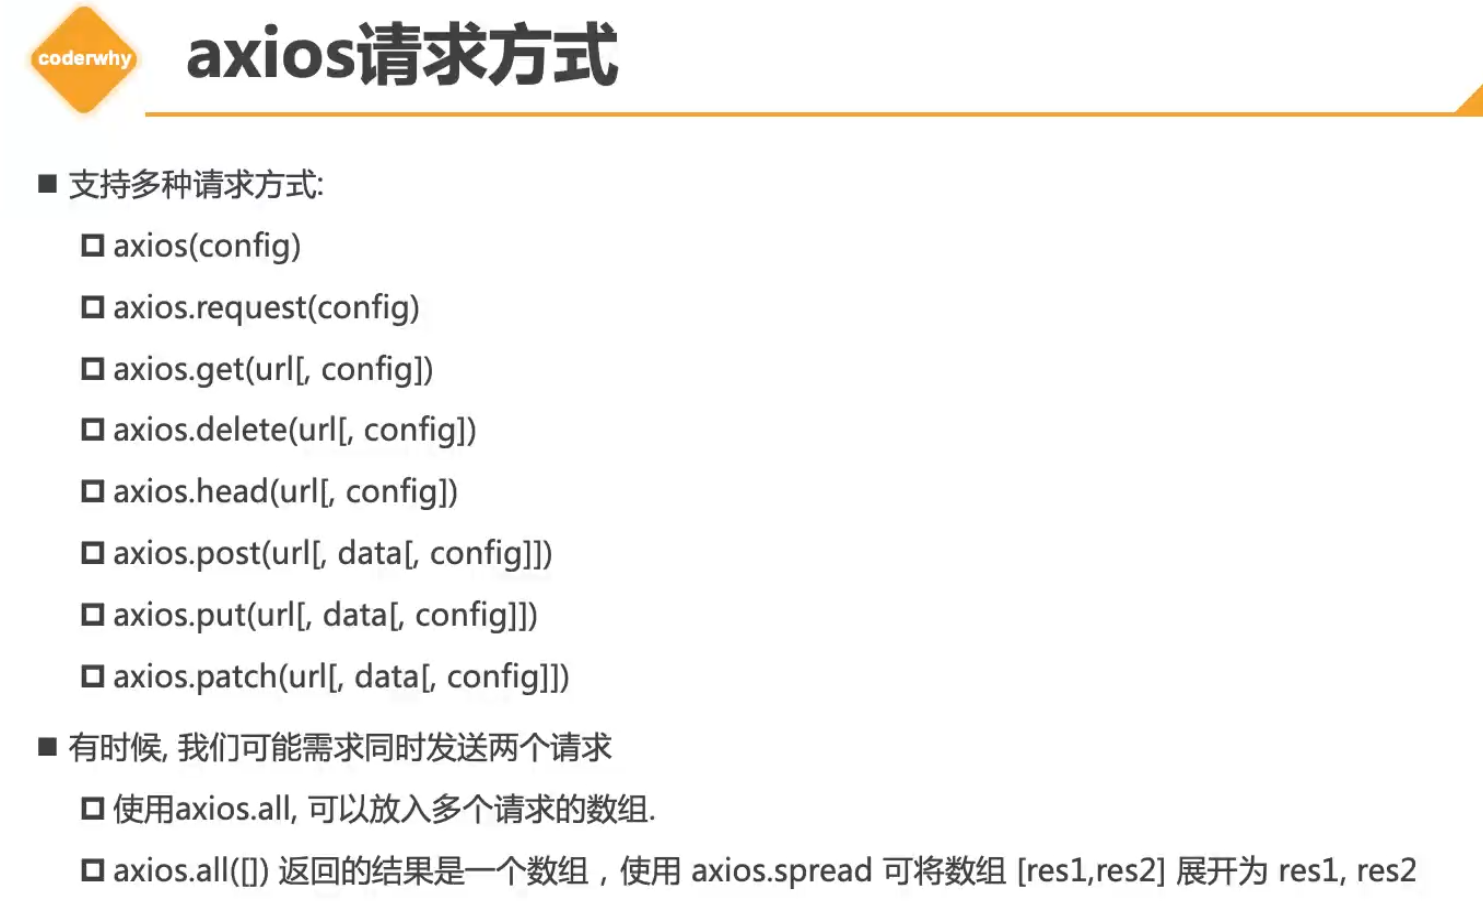 coderwhy
axios请求方式
支持多种请求方式:
axios(config)
axios.request(config)
axios.get(url[, config])
axios.delete(url[, config])
axios.head(url[, config])
axios.post(url[, data[, config]])
axios.put(url[, data[, config]])
axios.patch(url[, data[, config]])
有时候, 我们可能需求同时发送两个请求
使用axios.all, 可以放入多个请求的数组.
axios.all([]) 返回的结果是一个数组，使用 axios.spread 可将数组 [res1,res2] 展开为 res1, res2